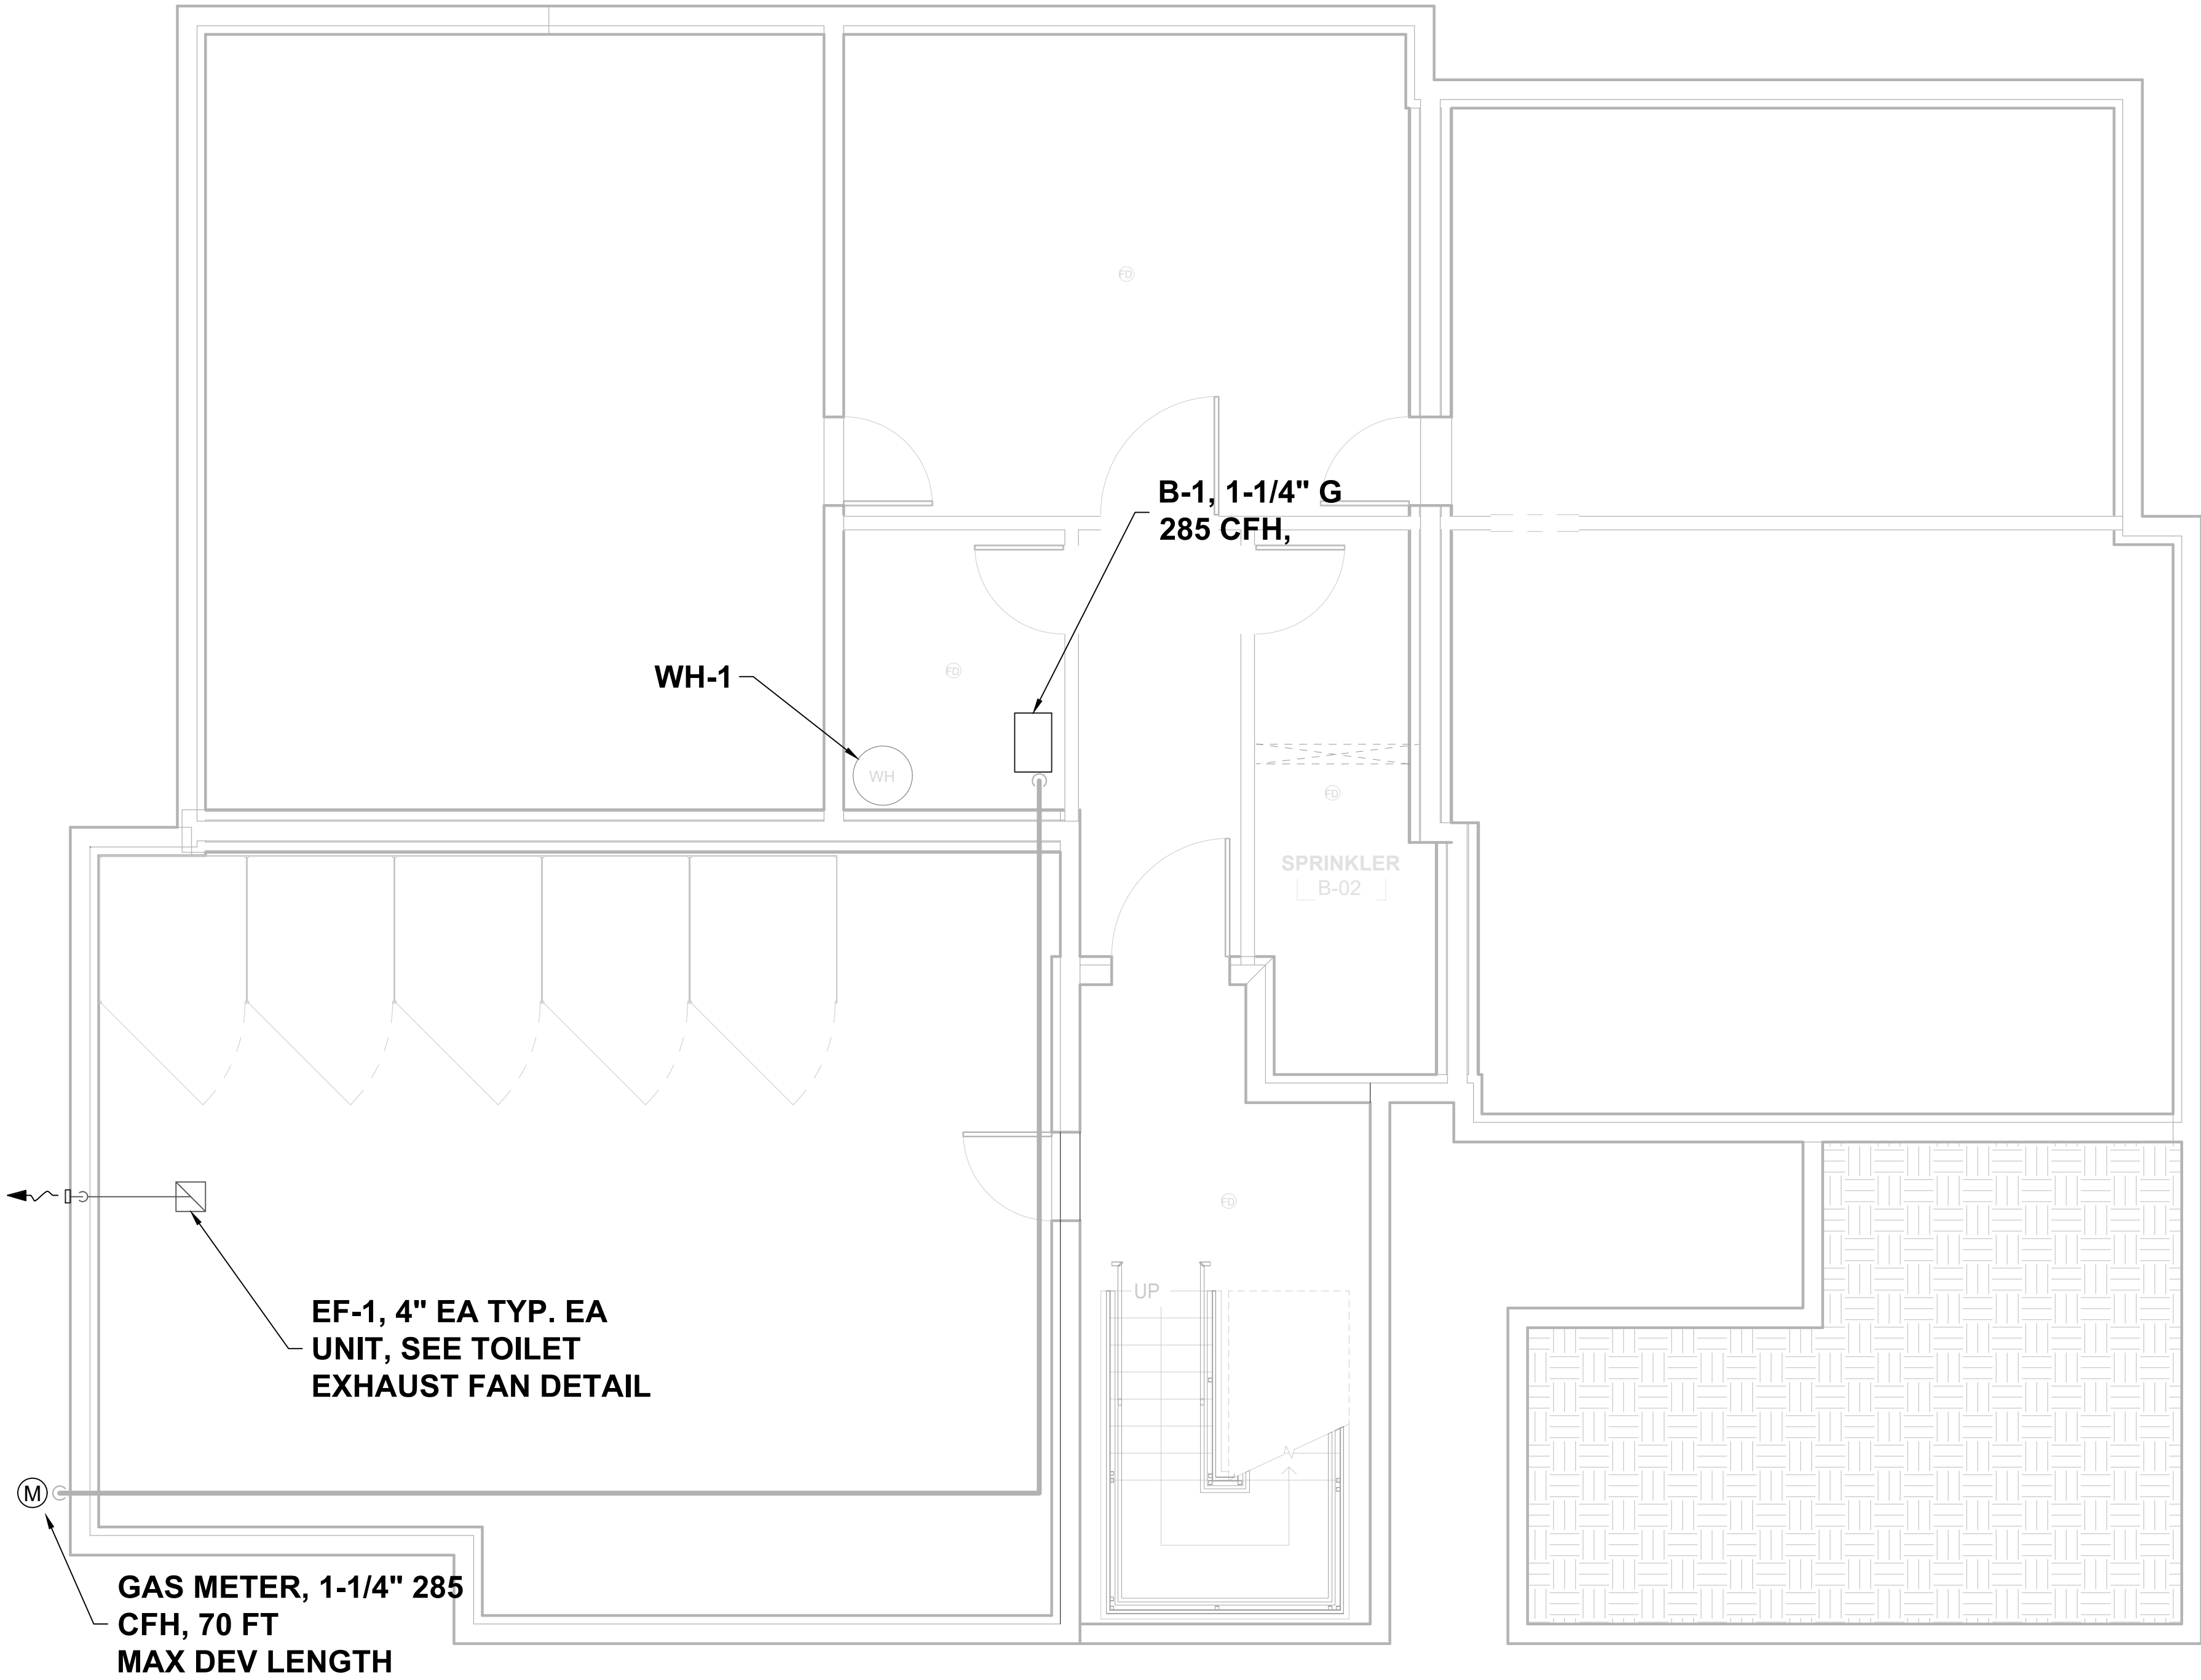 FD
B-1, 1-1/4" G
285 CFH,
WH-1
FD
WH
FD
SPRINKLER
B-02
FD
UP
EF-1, 4" EA TYP. EA
UNIT, SEE TOILET
EXHAUST FAN DETAIL
M
GAS METER, 1-1/4" 285
CFH, 70 FT
MAX DEV LENGTH